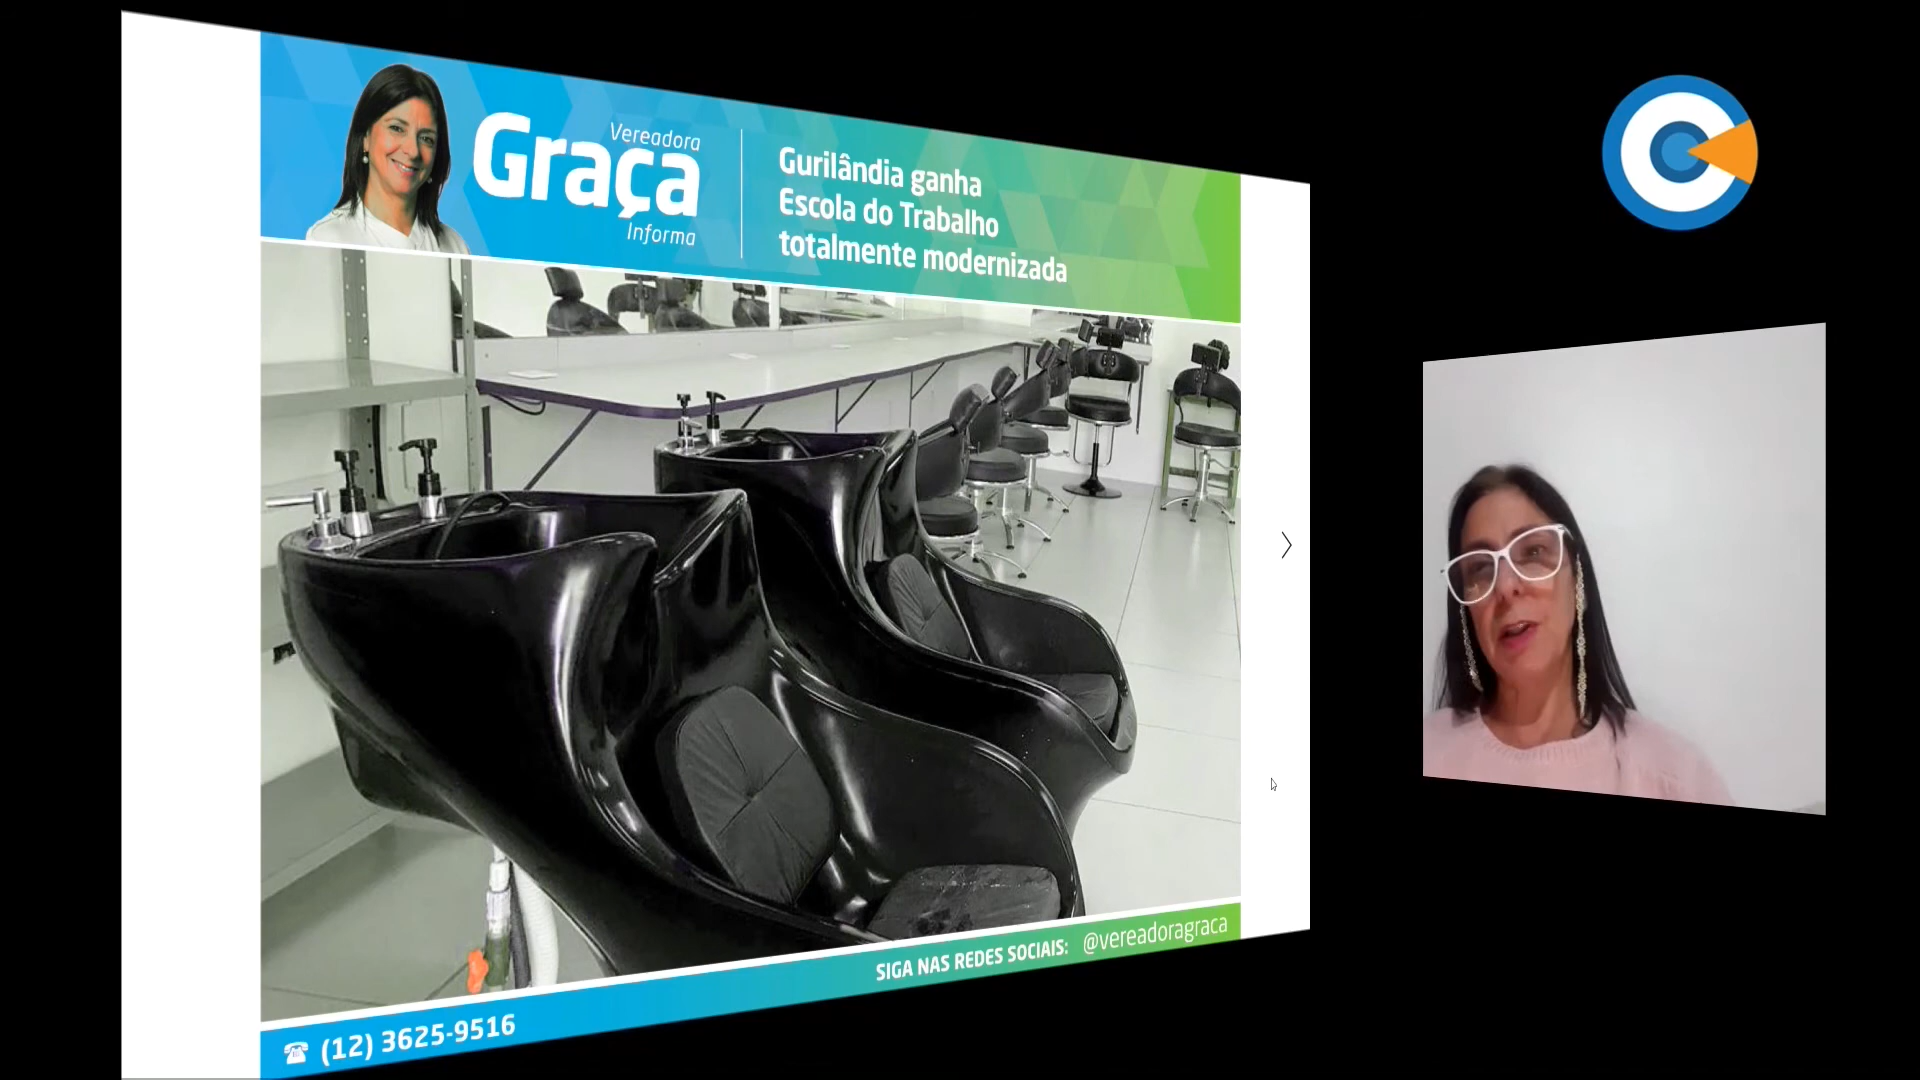 Vereadora
Graça
Informa
Gurilândia ganha
Escola do Trabalho
totalmente modernizada
SIGA NAS REDES SOCIAIS: @vereadoragraca
(12) 3625-9516